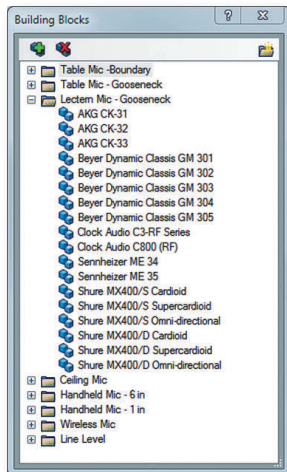 Building Blocks
Table Mic -Boundary
Table Mic - Gooseneck
Lectern Mic - Gooseneck
AKG CK-31
AKG CK-32
AKG CK-33
Beyer Dynamic Classis GM 301
Beyer Dynamic Classis GM 302
Beyer Dynamic Classis GM 303
Beyer Dynamic Classis GM 304
Beyer Dynamic Classis GM 305
Clock Audio C3-RF Series
Clock Audio C800 (RF)
Sennheizer ME 34
Sennheizer ME 35
Shure MX400/S Cardioid
Shure MX400/S Supercardioid
Shure MX400/S Omni-directional
Shure MX400/D Cardioid
Shure MX400/D Supercardioid
Shure MX400/D Omni-directional
Ceiling Mic
Handheld Mic - 6 in
Handheld Mic - 1 in
Wireless Mic
Line Level